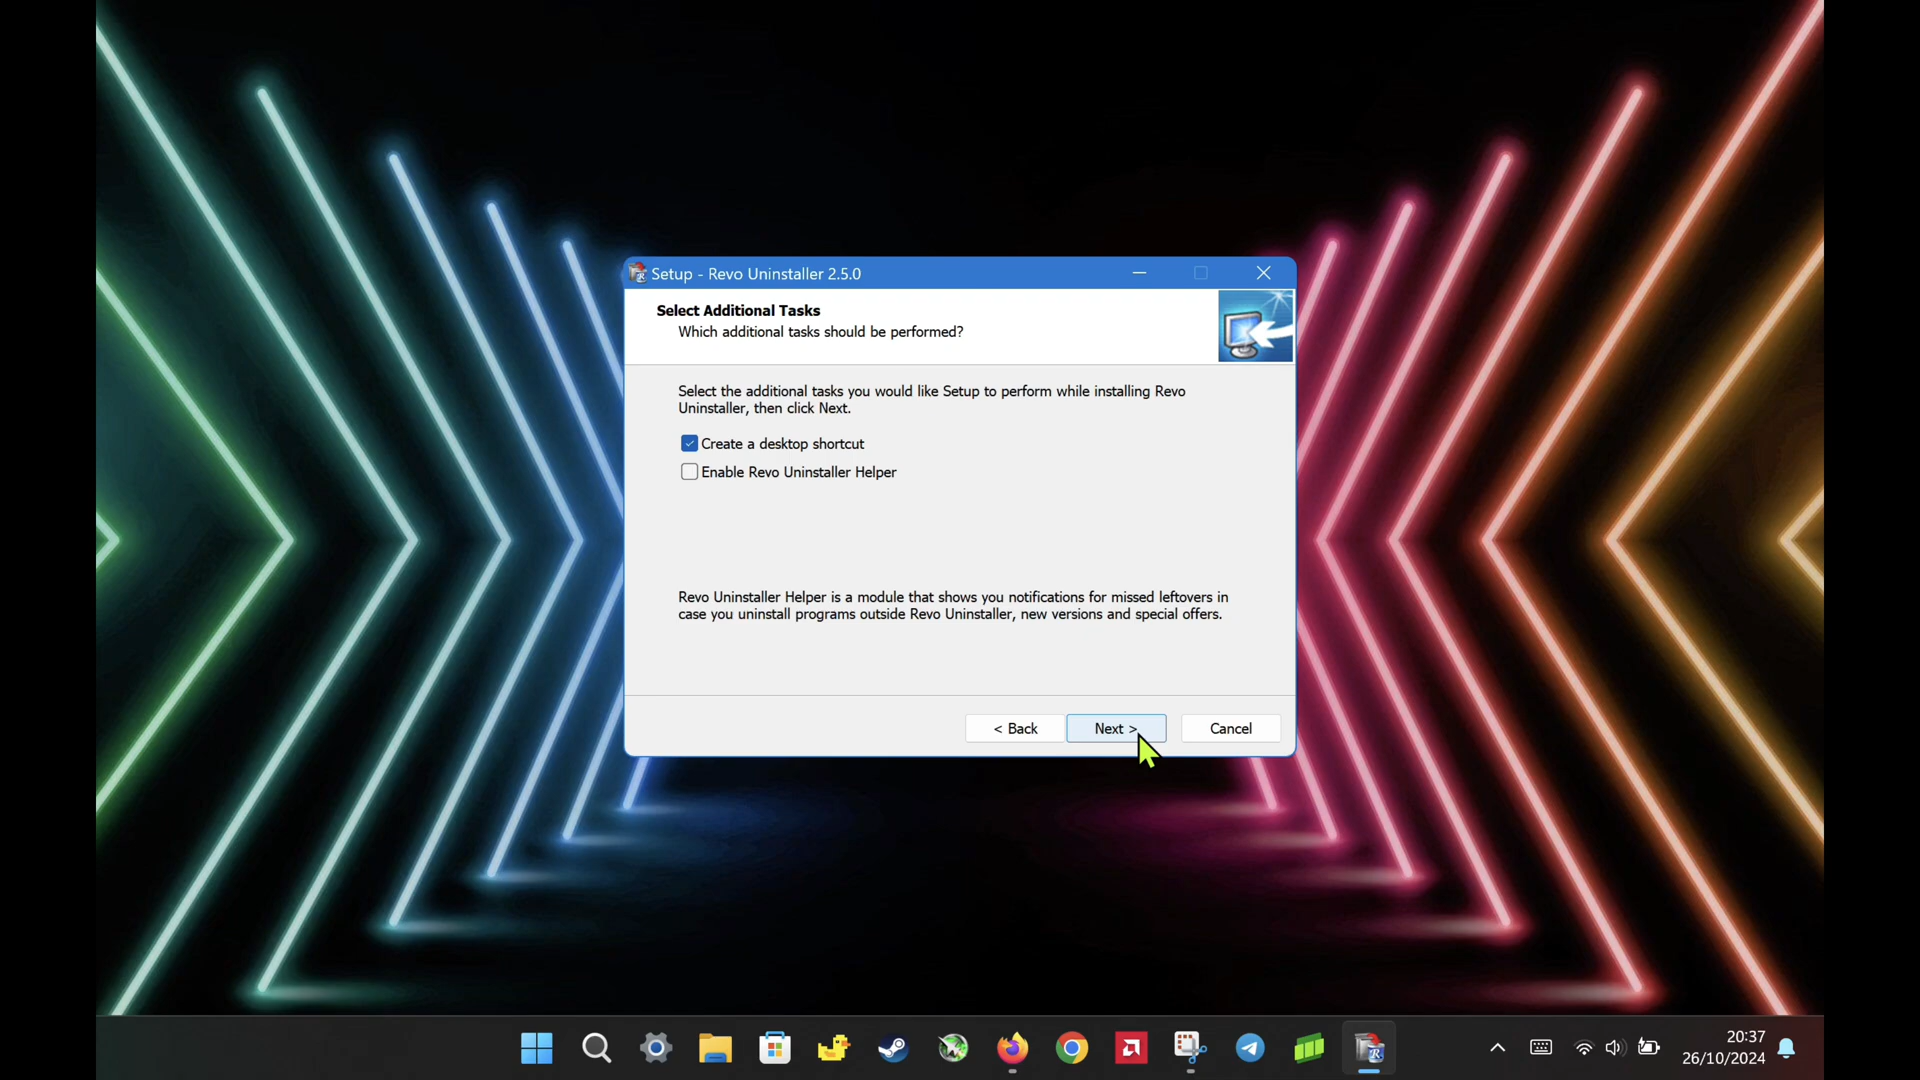 Setup - Revo Uninstaller 2.5.0
Select Additional Tasks
Which additional tasks should be performed?
Select the additional tasks you would like Setup to perform while installing Revo
Uninstaller, then click Next.
Create a desktop shortcut
Enable Revo Uninstaller Helper
Revo Uninstaller Helper is a module that shows you notifications for missed leftovers in
case you uninstall programs outside Revo Uninstaller, new versions and special offers.
< Back Next > Cancel
20:37
26/10/2024